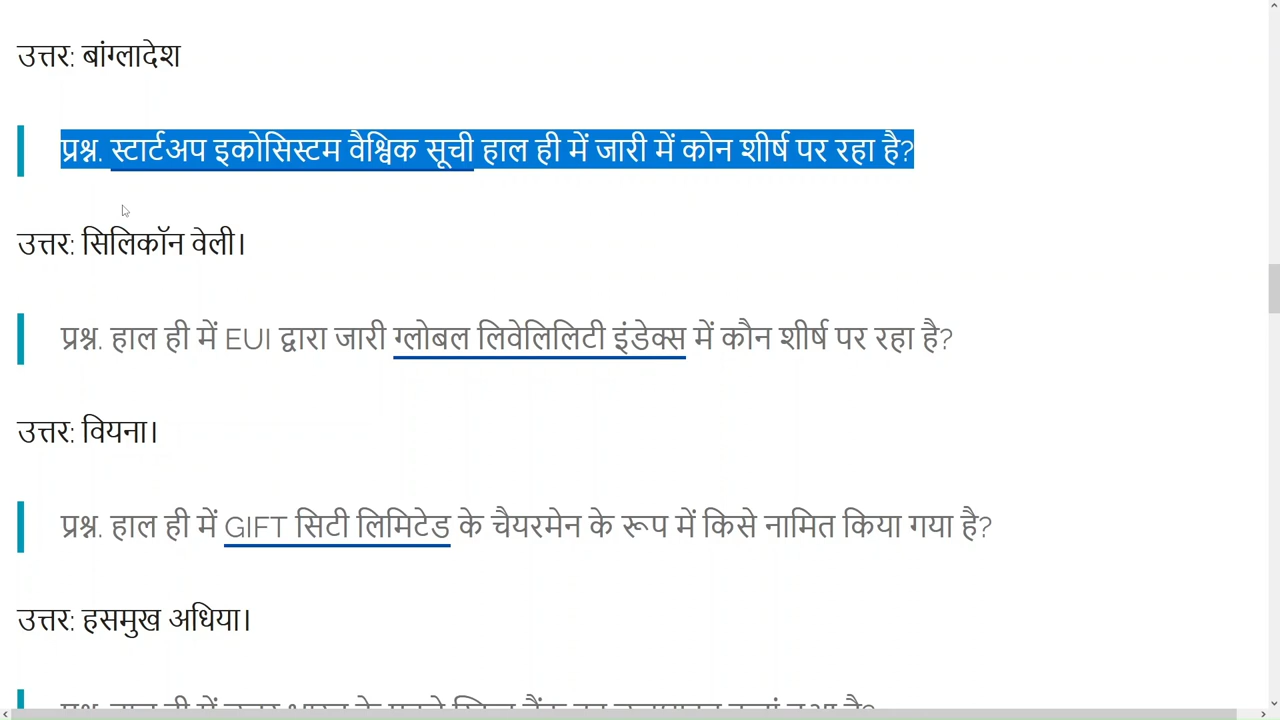 उत्तर: बांग्लादेश
प्रश्न. स्टार्टअप इकोसिस्टम वैश्विक सूची हाल ही में जारी में कोन शीर्ष पर रहा है?
उत्तर: सिलिकॉन वेली।
प्रश्न. हाल ही में EUI द्वारा जारी ग्लोबल लिवेलिलिटी इंडेक्स में कौन शीर्ष पर रहा है?
उत्तर: वियना।
प्रश्न. हाल ही में GIFT सिटी लिमिटेड के चैयरमेन के रूप में किसे नामित किया गया है?
उत्तर: हसमुख अधिया।
प्रश्न. हाल ही में